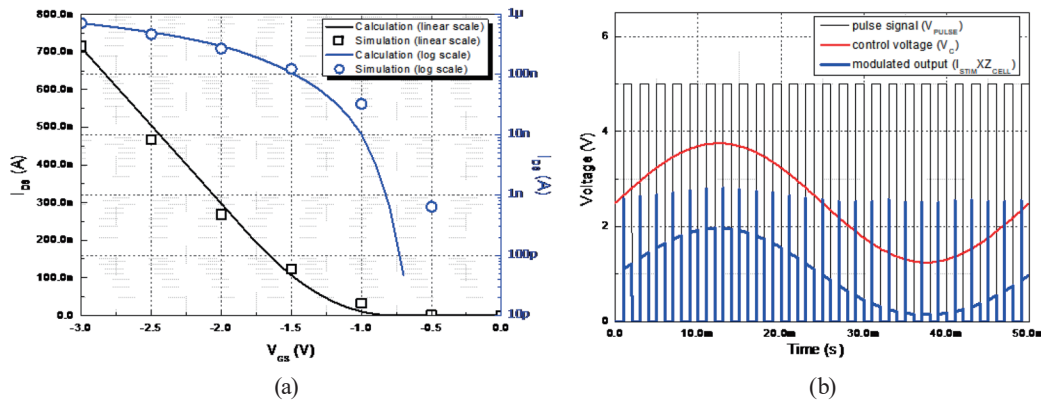 800.0n
700.0n
600.0n
500.0n
400.0n
300.0n
200.0n
100.0n
0.0
I_DS (A)
Calculation (linear scale)
Simulation (linear scale)
Calculation (log scale)
Simulation (log scale)
1µ
100n
10n
1n
100p
10p
I_DS (A)
-3.0 -2.5 -2.0 -1.5 -1.0 -0.5 0.0
V_GS (V)
(a)
6
4
2
0
Voltage (V)
pulse signal (V_PULSE)
control voltage (V_C)
modulated output (I_STIM XZ_CELL)
0.0 10.0m 20.0m 30.0m 40.0m 50.0m
Time (s)
(b)